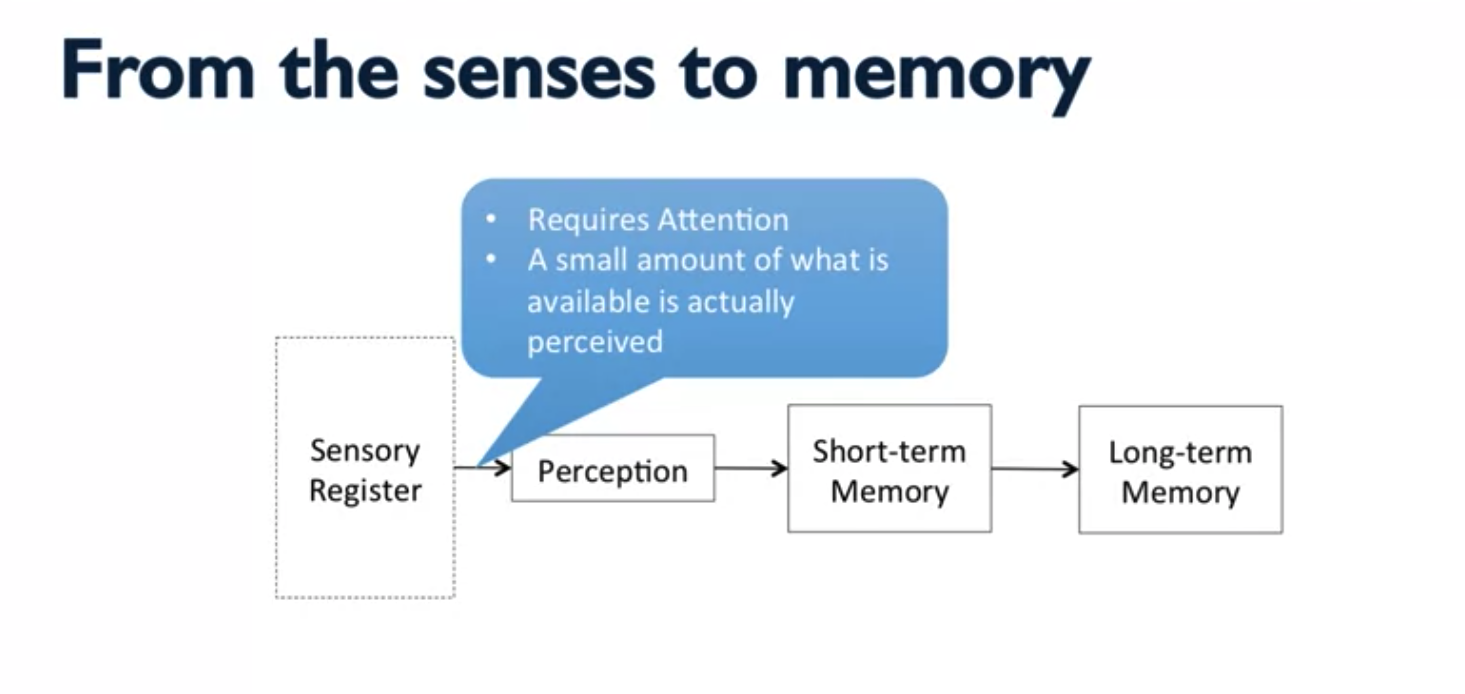 From the senses to memory
• Requires Attention
• A small amount of what is
available is actually
perceived
Sensory
Register
Perception
Short-term
Memory
Long-term
Memory